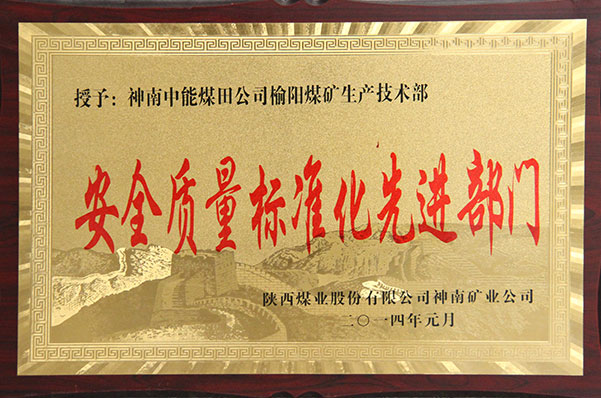 授予：神南中能煤田公司榆阳煤矿生产技术部
安全质量标准化先进部门
陕西煤业股份有限公司神南矿业公司
二〇一四年元月